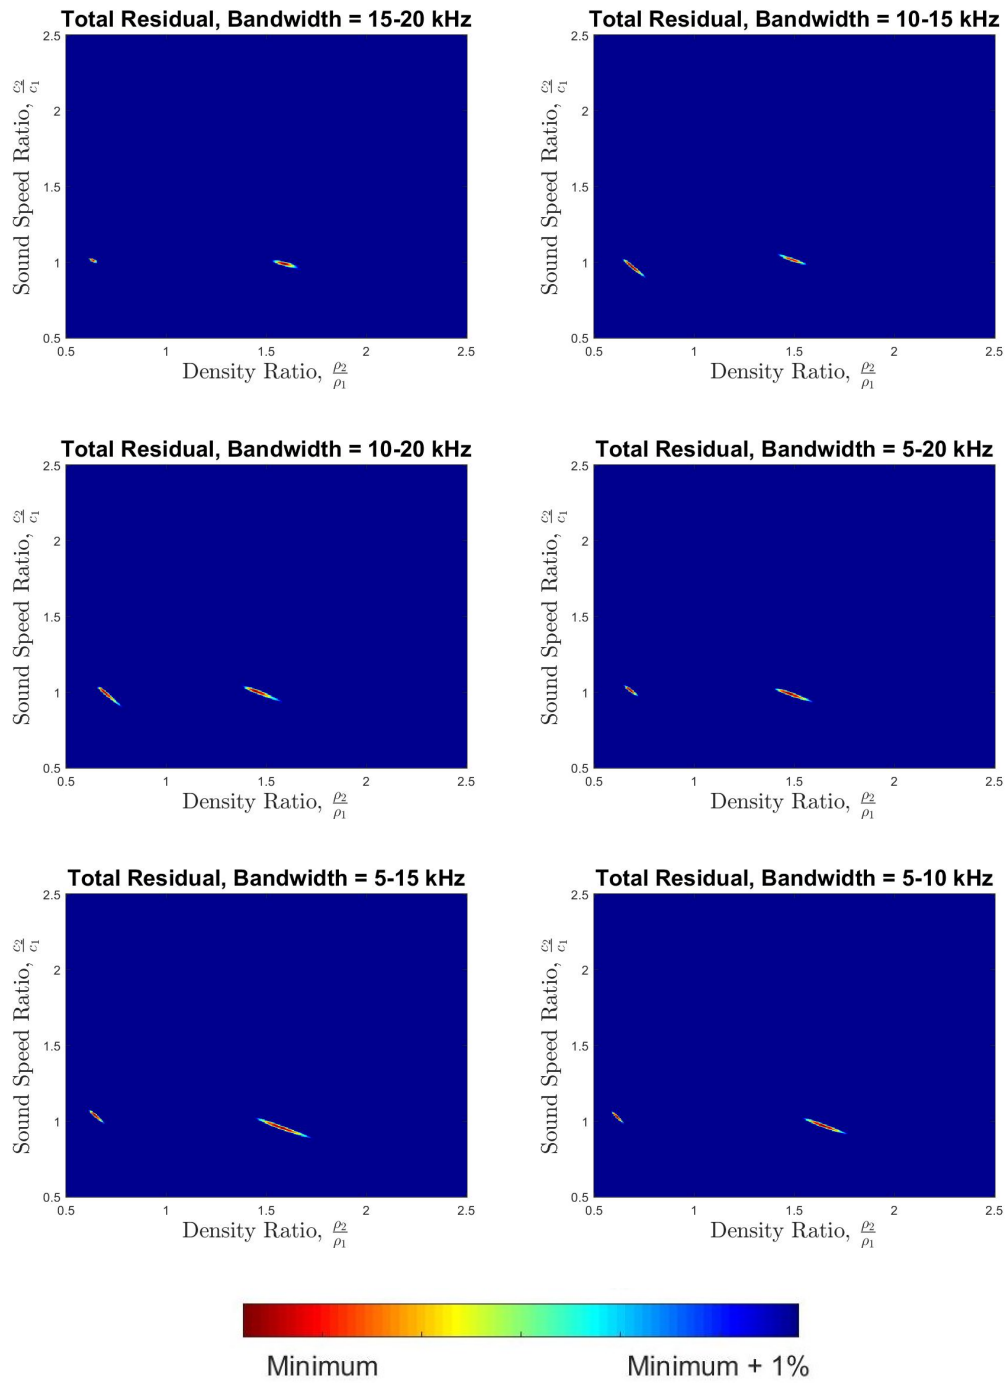 Total Residual, Bandwidth = 15-20 kHz
2.5
2
1.5
1
0.5
Sound Speed Ratio, c₂/c₁
0.5 1 1.5 2 2.5
Density Ratio, ρ₂/ρ₁
Total Residual, Bandwidth = 10-15 kHz
2.5
2
1.5
1
0.5
Sound Speed Ratio, c₂/c₁
0.5 1 1.5 2 2.5
Density Ratio, ρ₂/ρ₁
Total Residual, Bandwidth = 10-20 kHz
2.5
2
1.5
1
0.5
Sound Speed Ratio, c₂/c₁
0.5 1 1.5 2 2.5
Density Ratio, ρ₂/ρ₁
Total Residual, Bandwidth = 5-20 kHz
2.5
2
1.5
1
0.5
Sound Speed Ratio, c₂/c₁
0.5 1 1.5 2 2.5
Density Ratio, ρ₂/ρ₁
Total Residual, Bandwidth = 5-15 kHz
2.5
2
1.5
1
0.5
Sound Speed Ratio, c₂/c₁
0.5 1 1.5 2 2.5
Density Ratio, ρ₂/ρ₁
Total Residual, Bandwidth = 5-10 kHz
2.5
2
1.5
1
0.5
Sound Speed Ratio, c₂/c₁
0.5 1 1.5 2 2.5
Density Ratio, ρ₂/ρ₁
Minimum Minimum + 1%